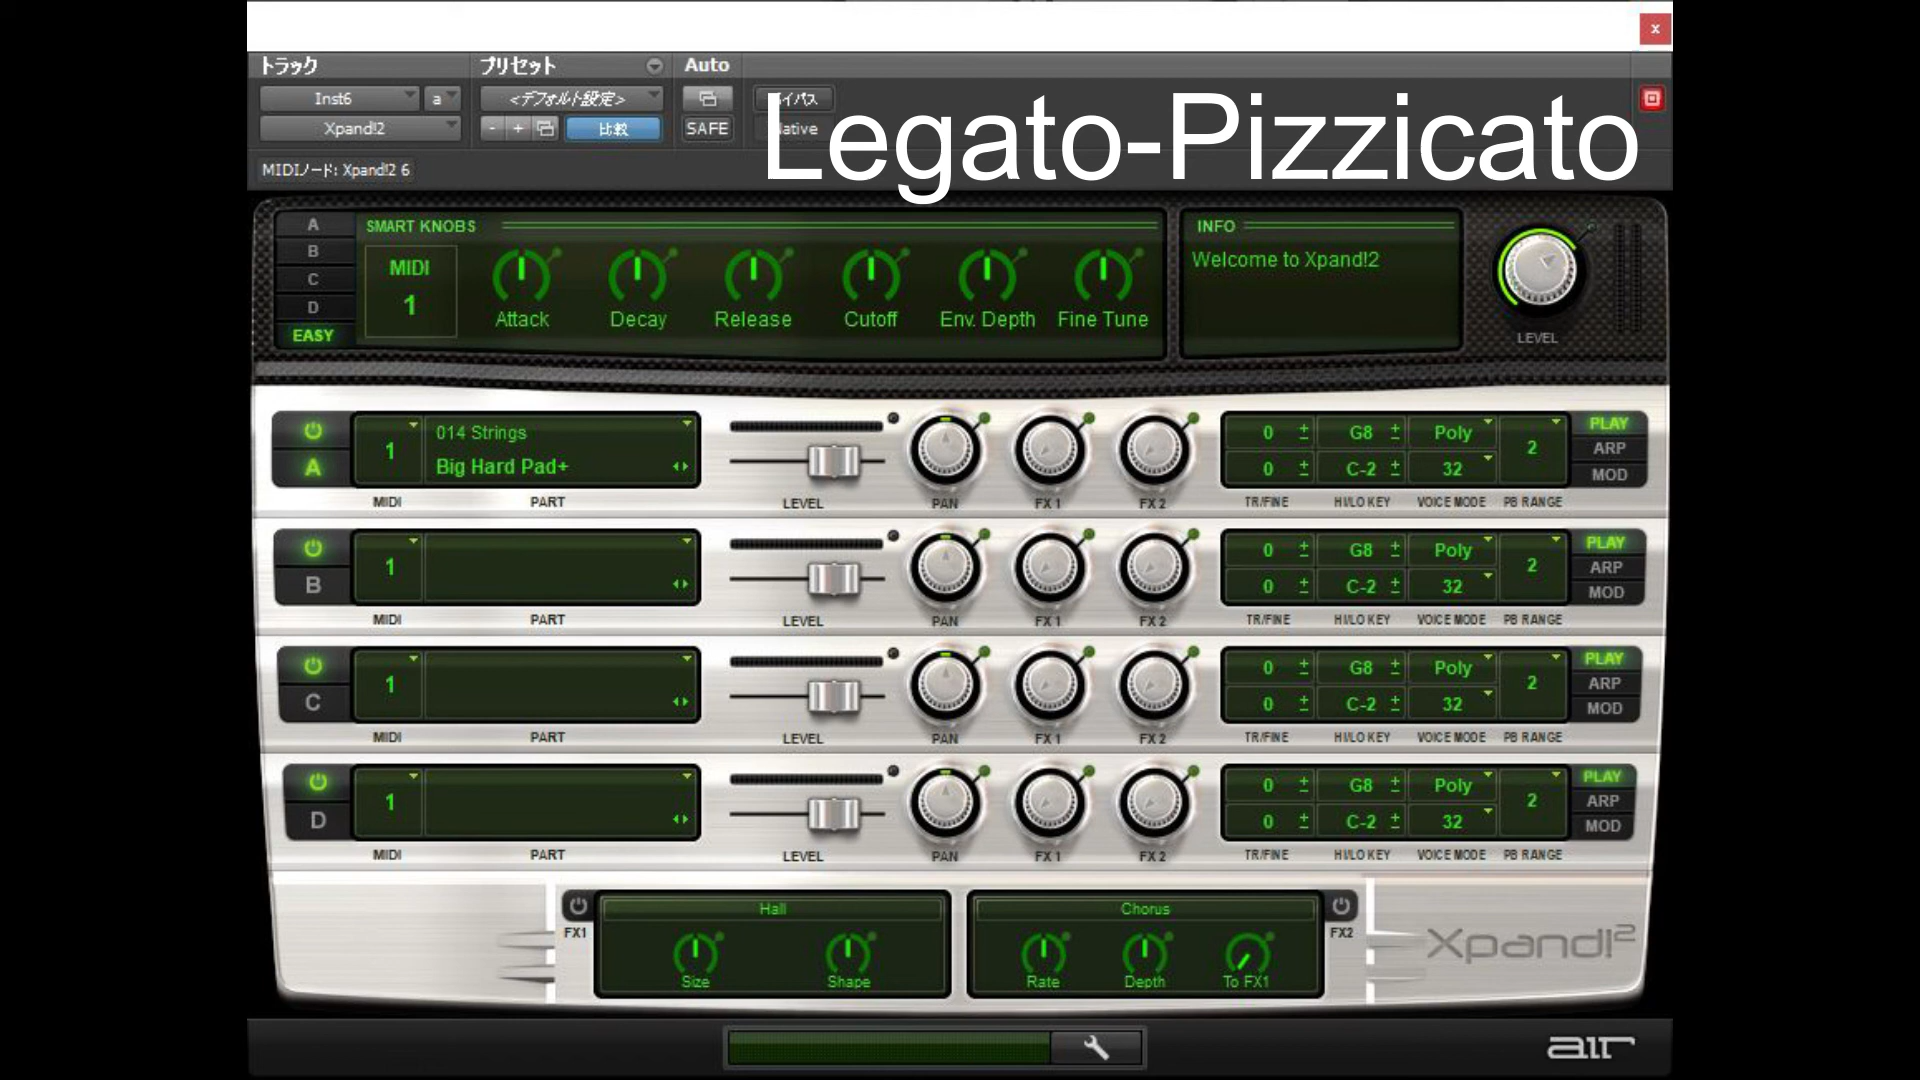 x
トラック
プリセット
Auto
Inst6
a
<デフォルト設定>
Xpand!2
- +
比較
SAFE
MIDIノード: Xpand!2 6
Legato-Pizzicato
A
B
C
D
EASY
SMART KNOBS
MIDI
1
Attack
Decay
Release
Cutoff
Env. Depth
Fine Tune
INFO
Welcome to Xpand!2
LEVEL
A
1
014 Strings
Big Hard Pad+
0 ± G8 ± Poly
0 ± C-2 ± 32
2
PLAY
ARP
MOD
MIDI PART LEVEL PAN FX 1 FX 2 TR/FINE HI/LO KEY VOICE MODE PB RANGE
B
1
0 ± G8 ± Poly
0 ± C-2 ± 32
2
PLAY
ARP
MOD
MIDI PART LEVEL PAN FX 1 FX 2 TR/FINE HI/LO KEY VOICE MODE PB RANGE
C
1
0 ± G8 ± Poly
0 ± C-2 ± 32
2
PLAY
ARP
MOD
MIDI PART LEVEL PAN FX 1 FX 2 TR/FINE HI/LO KEY VOICE MODE PB RANGE
D
1
0 ± G8 ± Poly
0 ± C-2 ± 32
2
PLAY
ARP
MOD
MIDI PART LEVEL PAN FX 1 FX 2 TR/FINE HI/LO KEY VOICE MODE PB RANGE
FX1
Hall
Size
Shape
Chorus
Rate
Depth
To FX1
FX2
Xpand!2
air